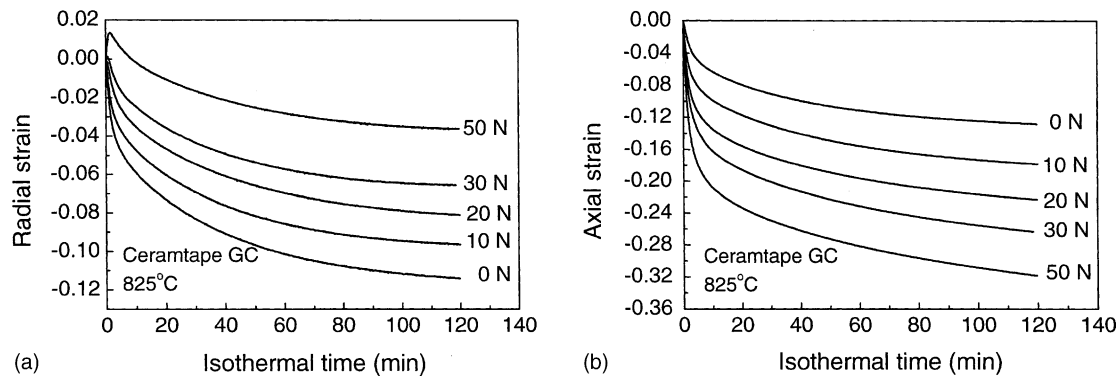 0.02
0.00
-0.02
-0.04
-0.06
-0.08
-0.10
-0.12
Radial strain
50 N
30 N
20 N
10 N
0 N
Ceramtape GC
825°C
0 20 40 60 80 100 120 140
(a) Isothermal time (min)
0.00
-0.04
-0.08
-0.12
-0.16
-0.20
-0.24
-0.28
-0.32
-0.36
Axial strain
0 N
10 N
20 N
30 N
50 N
Ceramtape GC
825°C
0 20 40 60 80 100 120 140
(b) Isothermal time (min)